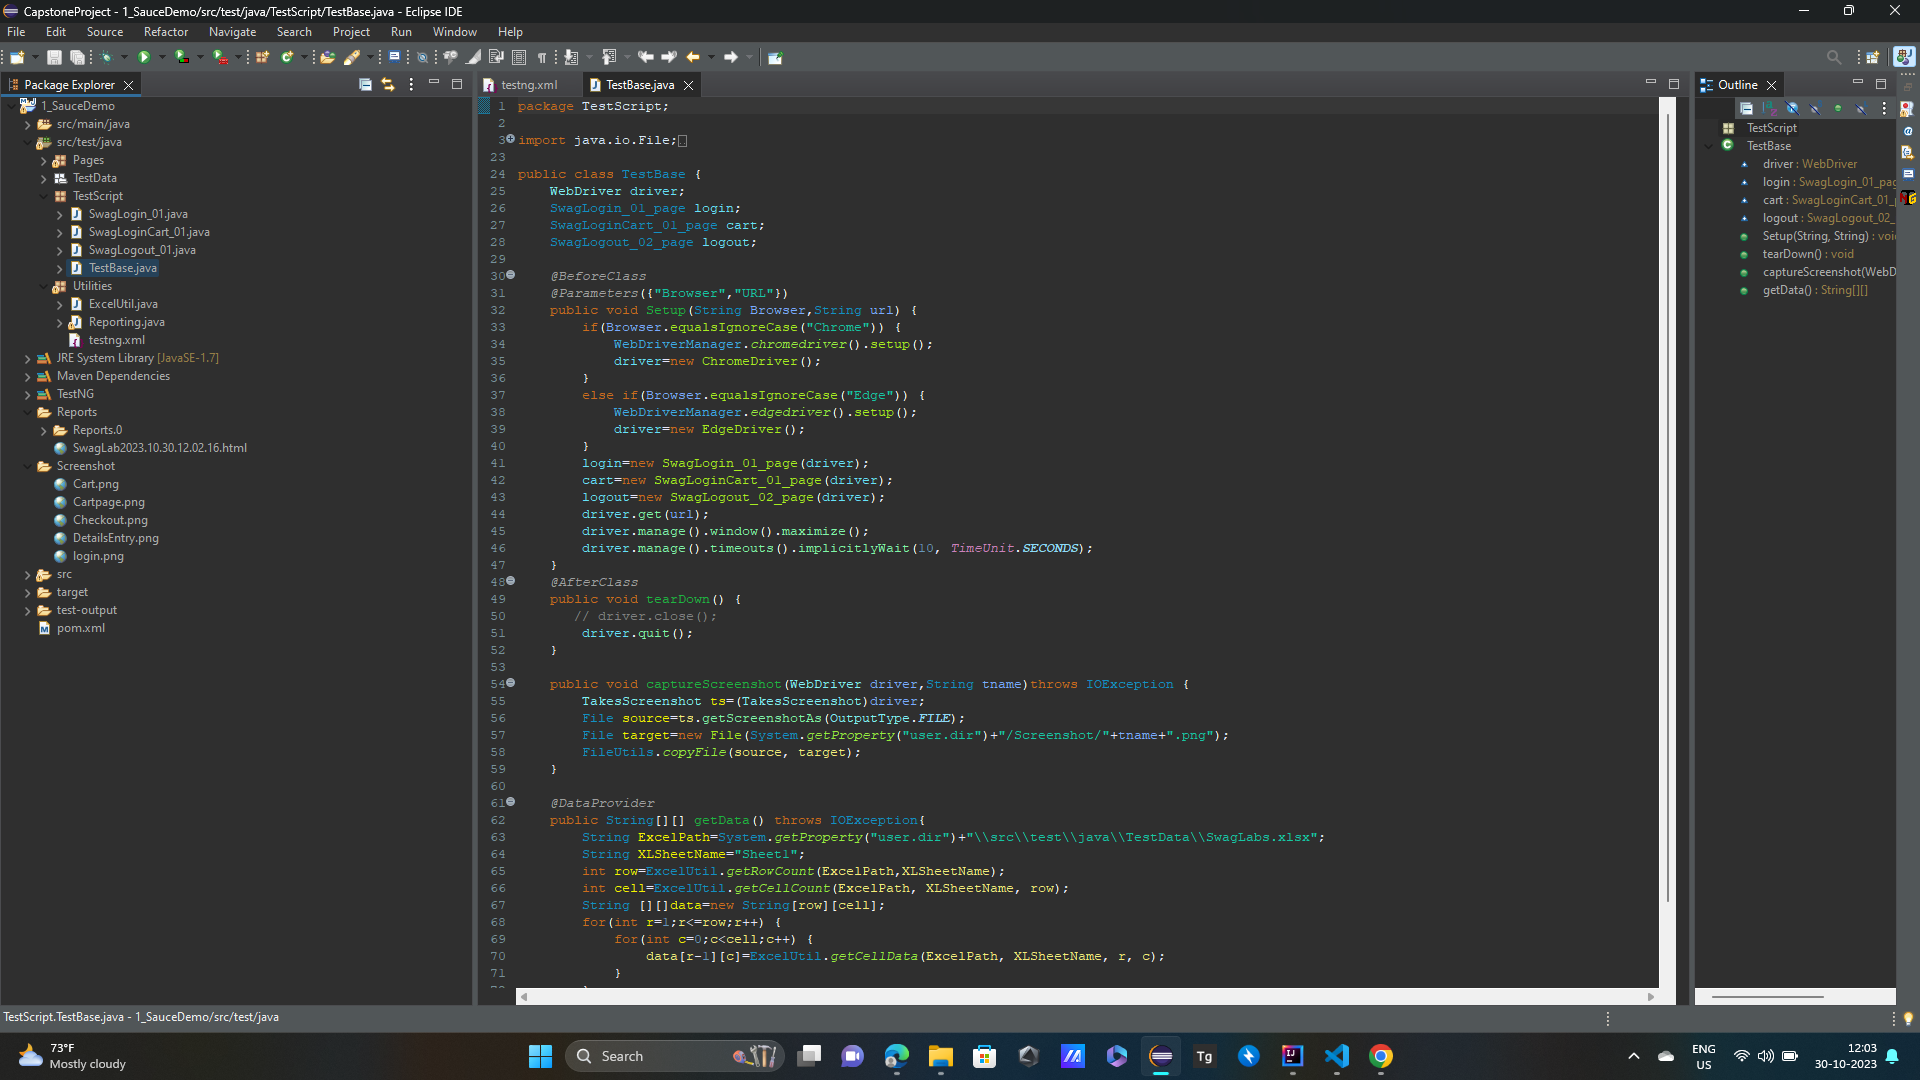 CapstoneProject - 1_SauceDemo/src/test/java/TestScript/TestBase.java - Eclipse IDE
File Edit Source Refactor Navigate Search Project Run Window Help
Package Explorer
1_SauceDemo
src/main/java
src/test/java
Pages
TestData
TestScript
SwagLogin_01.java
SwagLoginCart_01.java
SwagLogout_01.java
TestBase.java
Utilities
ExcelUtil.java
Reporting.java
testng.xml
JRE System Library [JavaSE-1.7]
Maven Dependencies
TestNG
Reports
Reports.0
SwagLab2023.10.30.12.02.16.html
Screenshot
Cart.png
Cartpage.png
Checkout.png
DetailsEntry.png
login.png
src
target
test-output
pom.xml
testng.xml TestBase.java
1 package TestScript;
2
3 import java.io.File;
23
24 public class TestBase {
25 WebDriver driver;
26 SwagLogin_01_page login;
27 SwagLoginCart_01_page cart;
28 SwagLogout_02_page logout;
29
30 @BeforeClass
31 @Parameters({"Browser","URL"})
32 public void Setup(String Browser,String url) {
33 if(Browser.equalsIgnoreCase("Chrome")) {
34 WebDriverManager.chromedriver().setup();
35 driver=new ChromeDriver();
36 }
37 else if(Browser.equalsIgnoreCase("Edge")) {
38 WebDriverManager.edgedriver().setup();
39 driver=new EdgeDriver();
40 }
41 login=new SwagLogin_01_page(driver);
42 cart=new SwagLoginCart_01_page(driver);
43 logout=new SwagLogout_02_page(driver);
44 driver.get(url);
45 driver.manage().window().maximize();
46 driver.manage().timeouts().implicitlyWait(10, TimeUnit.SECONDS);
47 }
48 @AfterClass
49 public void tearDown() {
50 // driver.close();
51 driver.quit();
52 }
53
54 public void captureScreenshot(WebDriver driver,String tname)throws IOException {
55 TakesScreenshot ts=(TakesScreenshot)driver;
56 File source=ts.getScreenshotAs(OutputType.FILE);
57 File target=new File(System.getProperty("user.dir")+"/Screenshot/"+tname+".png");
58 FileUtils.copyFile(source, target);
59 }
60
61 @DataProvider
62 public String[][] getData() throws IOException{
63 String ExcelPath=System.getProperty("user.dir")+"\\src\\test\\java\\TestData\\SwagLabs.xlsx";
64 String XLSheetName="Sheet1";
65 int row=ExcelUtil.getRowCount(ExcelPath,XLSheetName);
66 int cell=ExcelUtil.getCellCount(ExcelPath, XLSheetName, row);
67 String [][]data=new String[row][cell];
68 for(int r=1;r<=row;r++) {
69 for(int c=0;c<cell;c++) {
70 data[r-1][c]=ExcelUtil.getCellData(ExcelPath, XLSheetName, r, c);
71 }
Outline
TestScript
TestBase
driver : WebDriver
login : SwagLogin_01_pag
cart : SwagLoginCart_01_
logout : SwagLogout_02_
Setup(String, String) : voi
tearDown() : void
captureScreenshot(WebD
getData() : String[][]
TestScript.TestBase.java - 1_SauceDemo/src/test/java
73°F
Mostly cloudy
Search
Tg
ENG
US
12:03
30-10-2023